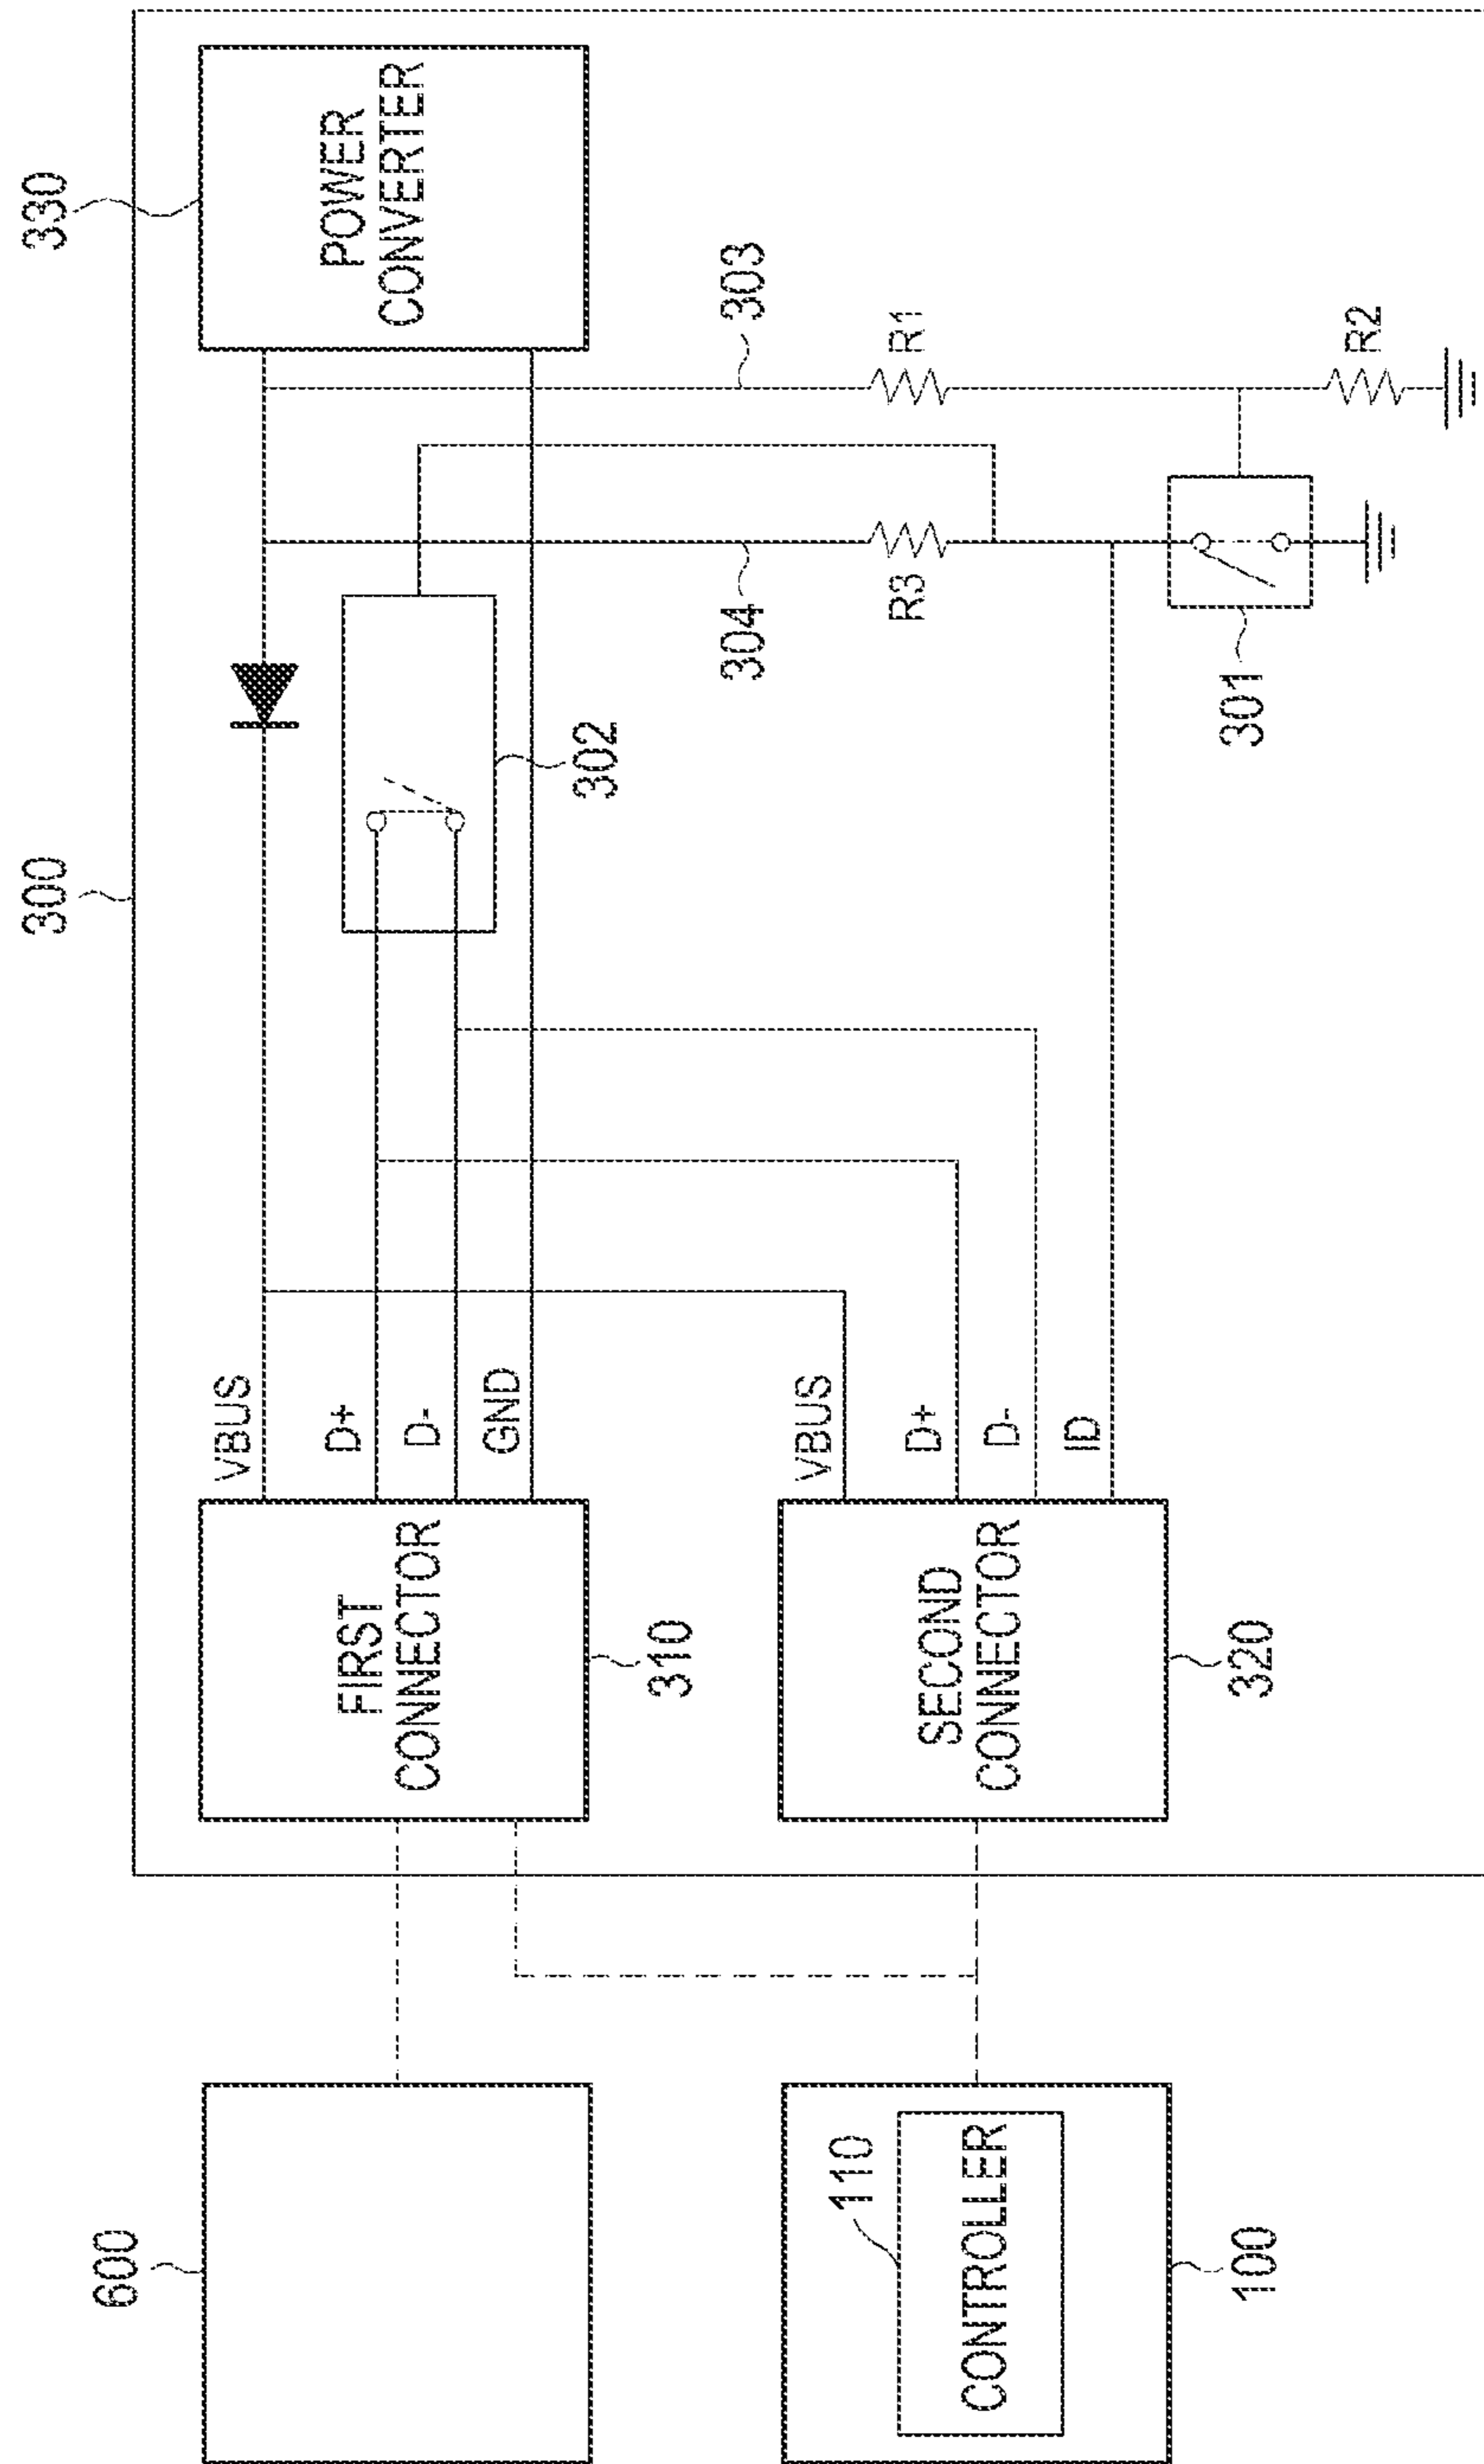 300
330
POWER
CONVERTER
303
R1
R2
304
R3
301
302
VBUS
D+
D-
GND
FIRST
CONNECTOR
310
VBUS
D+
D-
ID
SECOND
CONNECTOR
320
600
110
CONTROLLER
100